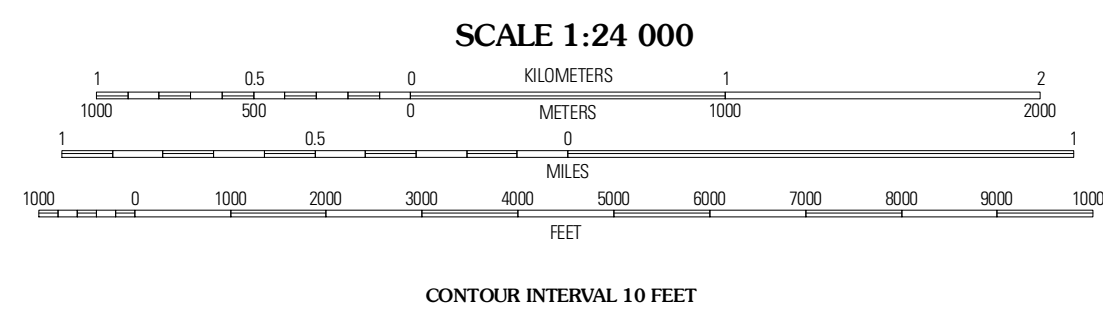 SCALE 1:24 000
1 0.5 0 KILOMETERS 1 2
1000 500 0 METERS 1000 2000
1 0.5 0 1
MILES
1000 0 1000 2000 3000 4000 5000 6000 7000 8000 9000 1000
FEET
CONTOUR INTERVAL 10 FEET